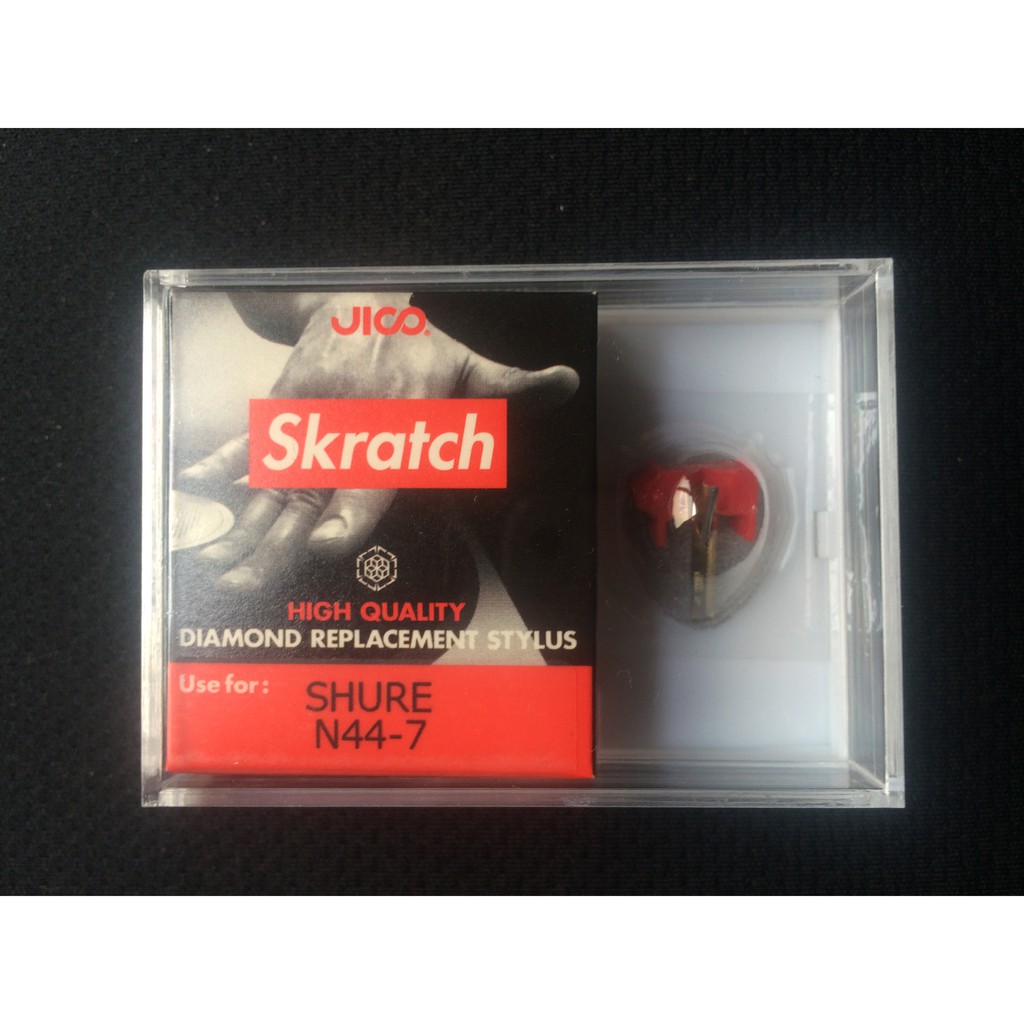 JICO®
Skratch
HIGH QUALITY
DIAMOND REPLACEMENT STYLUS
Use for:
SHURE
N44-7